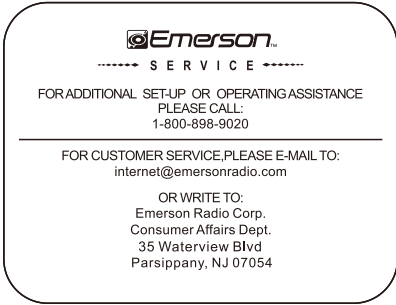 Emerson™
SERVICE
FOR ADDITIONAL SET-UP OR OPERATING ASSISTANCE
PLEASE CALL:
1-800-898-9020
FOR CUSTOMER SERVICE,PLEASE E-MAIL TO:
internet@emersonradio.com
OR WRITE TO:
Emerson Radio Corp.
Consumer Affairs Dept.
35 Waterview Blvd
Parsippany, NJ 07054